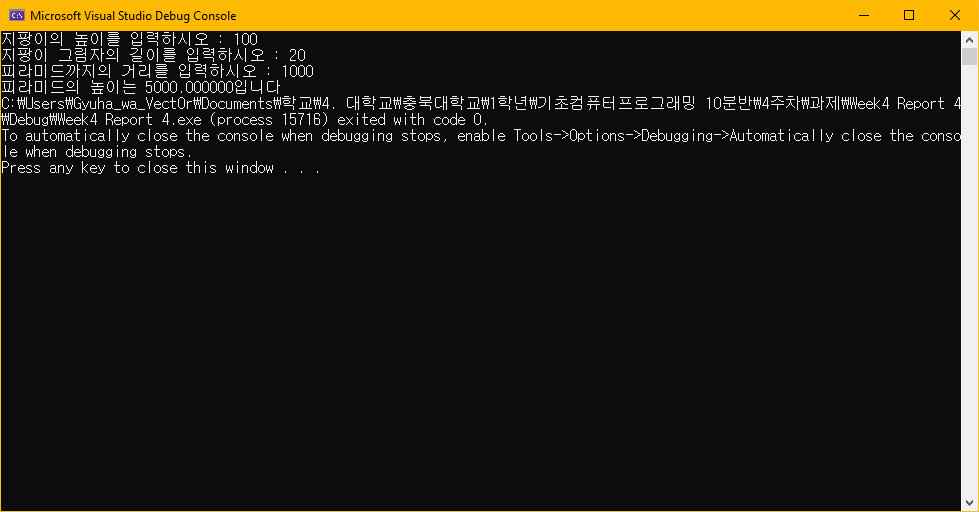 Microsoft Visual Studio Debug Console
지팡이의 높이를 입력하시오 : 100
지팡이 그림자의 길이를 입력하시오 : 20
피라미드까지의 거리를 입력하시오 : 1000
피라미드의 높이는 5000.000000입니다
C:₩Users₩Gyuha_wa_Vect0r₩Documents₩학교₩4. 대학교₩충북대학교₩1학년₩기초컴퓨터프로그래밍 10분반₩4주차₩과제₩Week4 Report 4
₩Debug₩Week4 Report 4.exe (process 15716) exited with code 0.
To automatically close the console when debugging stops, enable Tools->Options->Debugging->Automatically close the conso
le when debugging stops.
Press any key to close this window . . .